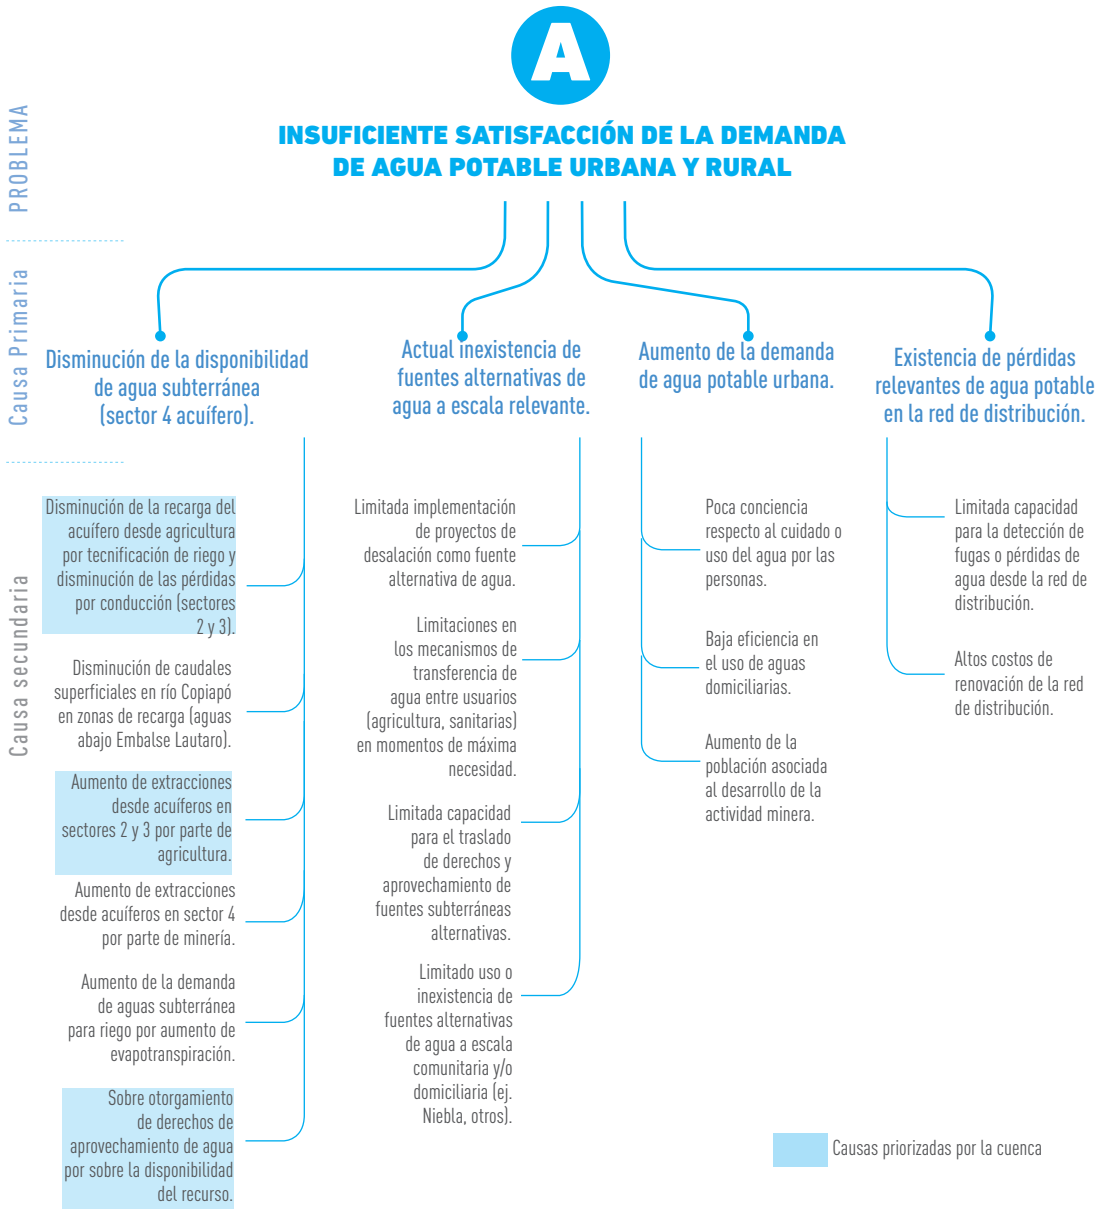 A
INSUFICIENTE SATISFACCIÓN DE LA DEMANDA
DE AGUA POTABLE URBANA Y RURAL
PROBLEMA
Causa Primaria
Disminución de la disponibilidad
de agua subterránea
(sector 4 acuífero).
Actual inexistencia de
fuentes alternativas de
agua a escala relevante.
Aumento de la demanda
de agua potable urbana.
Existencia de pérdidas
relevantes de agua potable
en la red de distribución.
Causa secundaria
Disminución de la recarga del
acuífero desde agricultura
por tecnificación de riego y
disminución de las pérdidas
por conducción (sectores
2 y 3).
Disminución de caudales
superficiales en río Copiapó
en zonas de recarga (aguas
abajo Embalse Lautaro).
Aumento de extracciones
desde acuíferos en
sectores 2 y 3 por parte de
agricultura.
Aumento de extracciones
desde acuíferos en sector 4
por parte de minería.
Aumento de la demanda
de aguas subterránea
para riego por aumento de
evapotranspiración.
Sobre otorgamiento
de derechos de
aprovechamiento de agua
por sobre la disponibilidad
del recurso.
Limitada implementación
de proyectos de
desalación como fuente
alternativa de agua.
Limitaciones en
los mecanismos de
transferencia de
agua entre usuarios
(agricultura, sanitarias)
en momentos de máxima
necesidad.
Limitada capacidad
para el traslado
de derechos y
aprovechamiento de
fuentes subterráneas
alternativas.
Limitado uso o
inexistencia de
fuentes alternativas
de agua a escala
comunitaria y/o
domiciliaria (ej.
Niebla, otros).
Poca conciencia
respecto al cuidado o
uso del agua por las
personas.
Baja eficiencia en
el uso de aguas
domiciliarias.
Aumento de la
población asociada
al desarrollo de la
actividad minera.
Limitada capacidad
para la detección de
fugas o pérdidas de
agua desde la red de
distribución.
Altos costos de
renovación de la red
de distribución.
Causas priorizadas por la cuenca